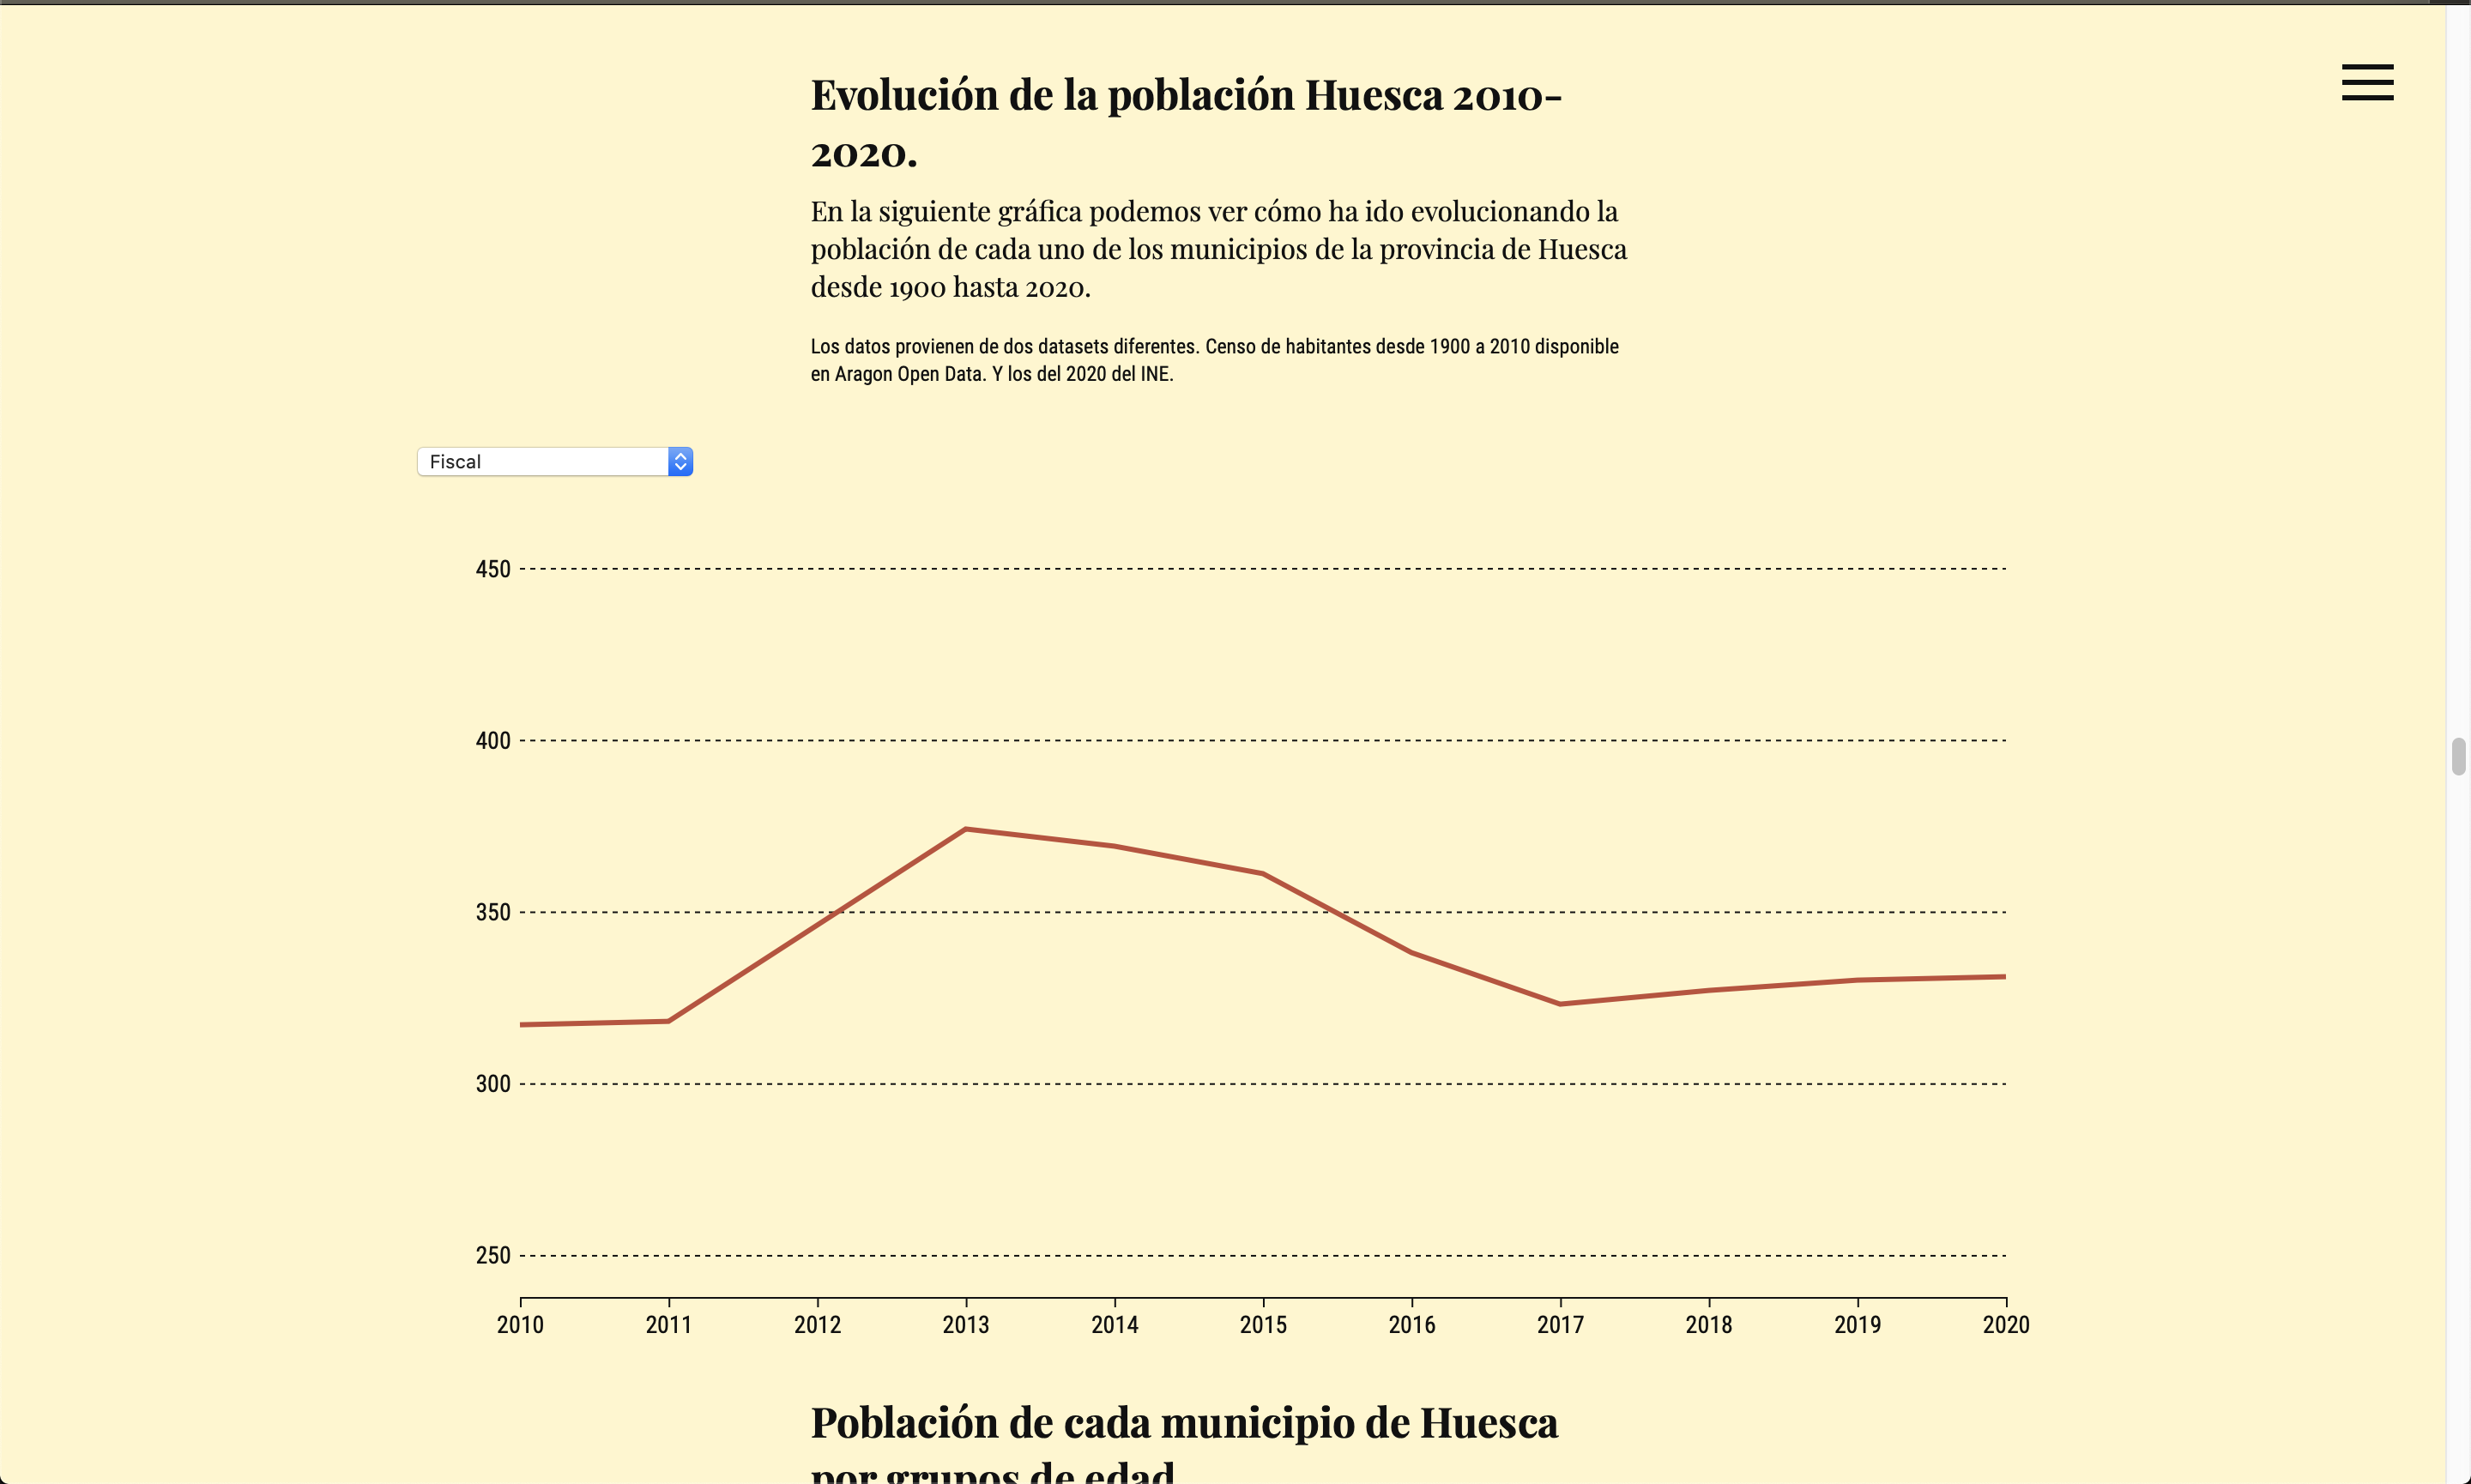 Evolución de la población Huesca 2010-
2020.
En la siguiente gráfica podemos ver cómo ha ido evolucionando la
población de cada uno de los municipios de la provincia de Huesca
desde 1900 hasta 2020.
Los datos provienen de dos datasets diferentes. Censo de habitantes desde 1900 a 2010 disponible
en Aragon Open Data. Y los del 2020 del INE.
Fiscal
450
400
350
300
250
2010 2011 2012 2013 2014 2015 2016 2017 2018 2019 2020
Población de cada municipio de Huesca
por grupos de edad